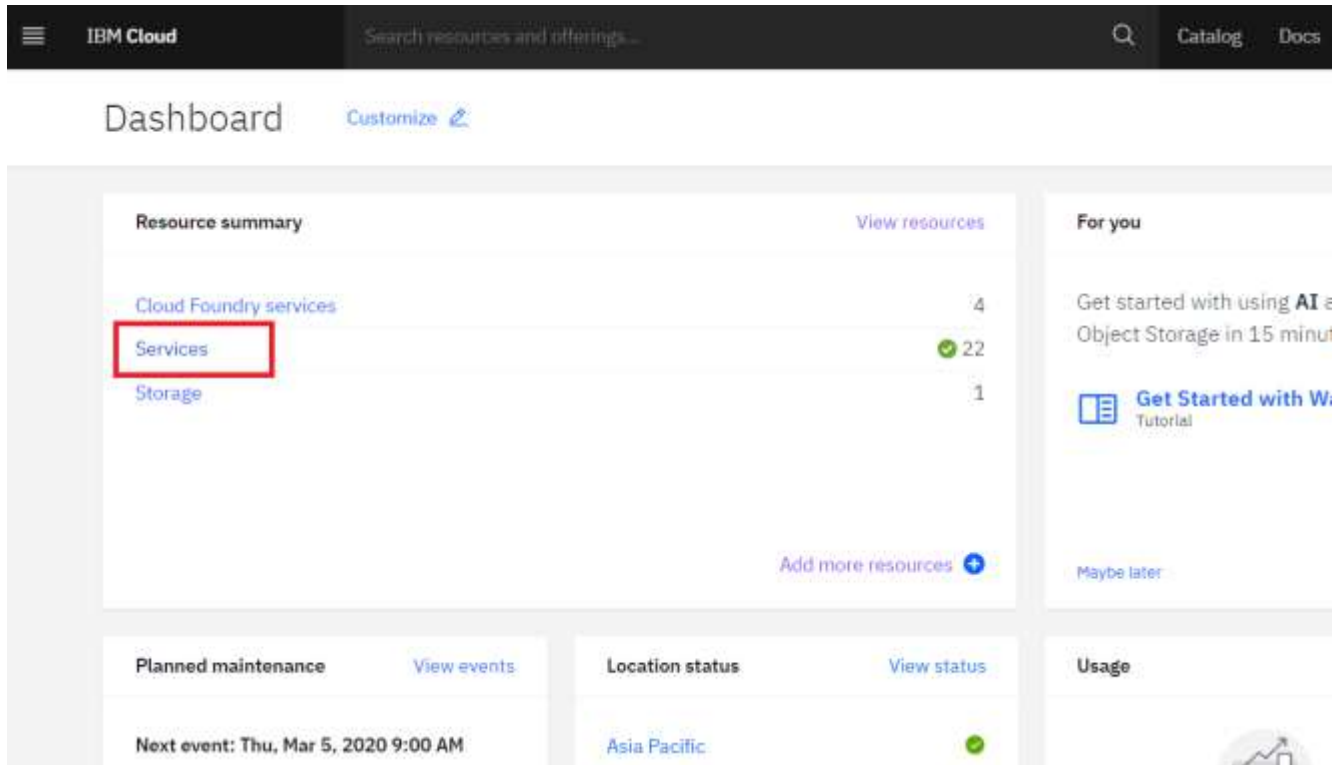 IBM Cloud
Search resources and offerings...
Catalog
Docs
Dashboard
Customize
Resource summary
View resources
Cloud Foundry services
4
Services
22
Storage
1
Add more resources
For you
Get started with using AI
Object Storage in 15
Get Started with
Tutorial
Maybe later
Planned maintenance
View events
Next event: Thu, Mar 5, 2020 9:00 AM
Location status
View status
Asia Pacific
Usage